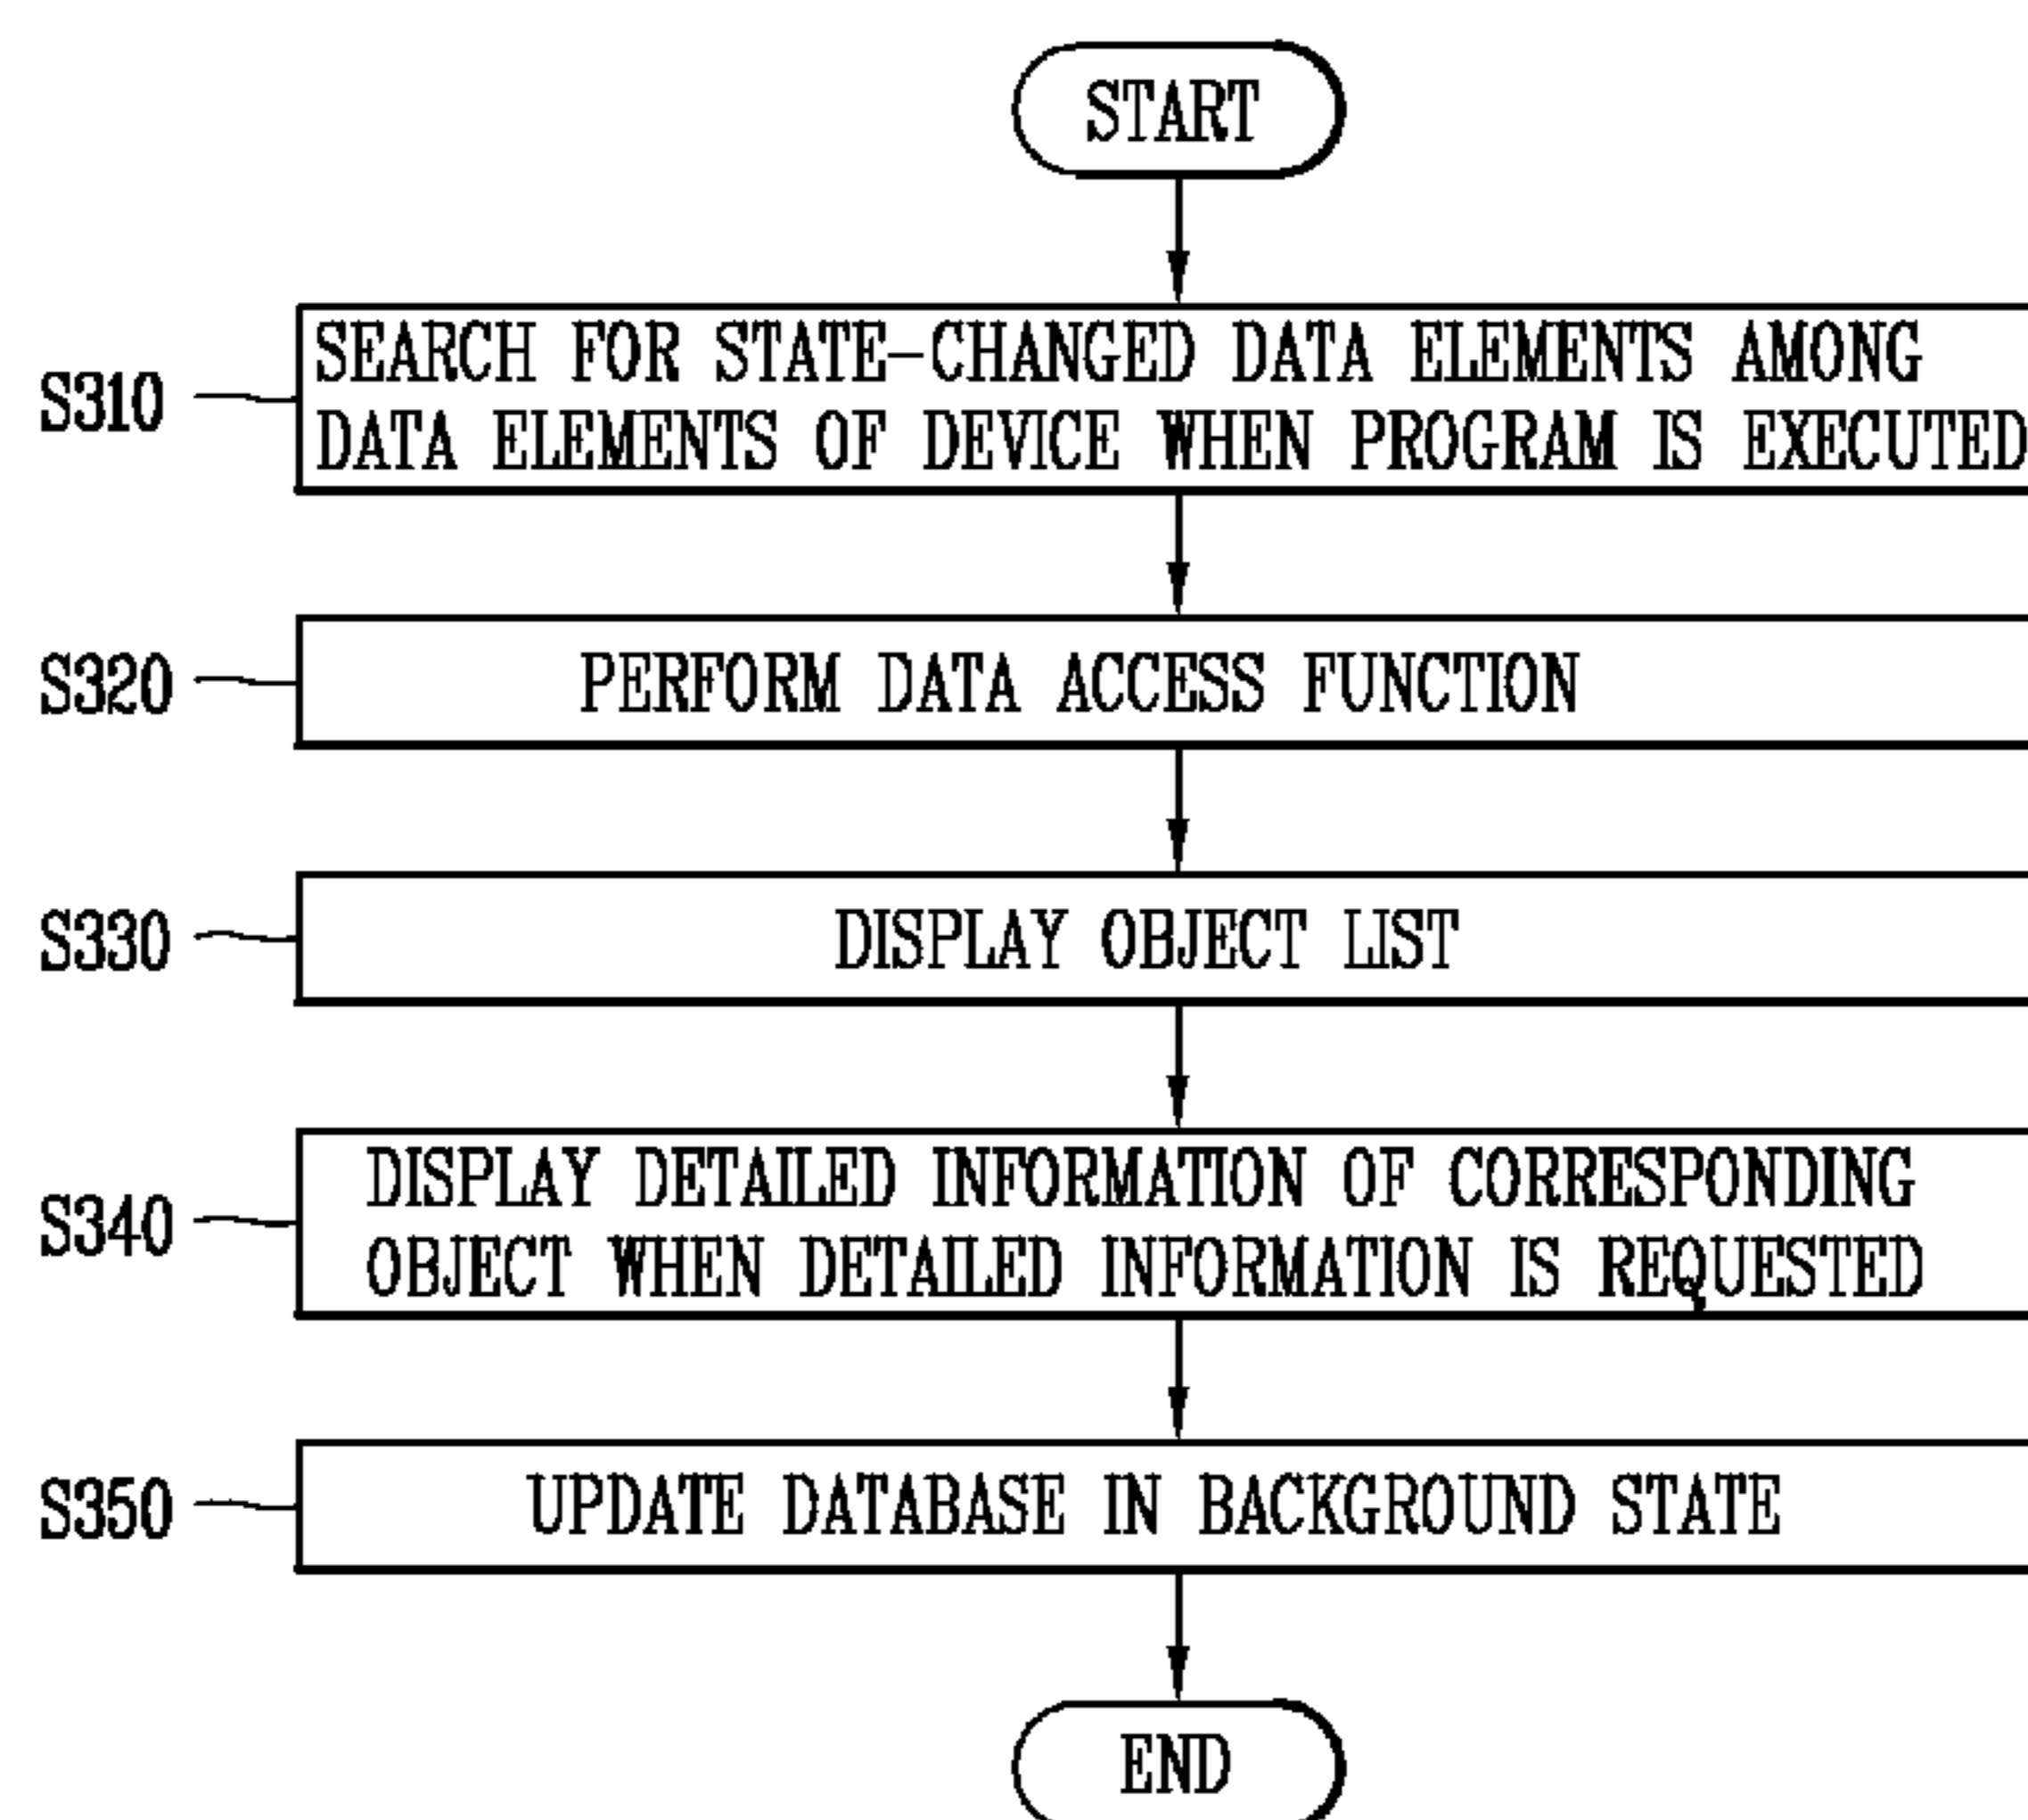 START
S310
SEARCH FOR STATE-CHANGED DATA ELEMENTS AMONG
DATA ELEMENTS OF DEVICE WHEN PROGRAM IS EXECUTED
S320
PERFORM DATA ACCESS FUNCTION
S330
DISPLAY OBJECT LIST
S340
DISPLAY DETAILED INFORMATION OF CORRESPONDING
OBJECT WHEN DETAILED INFORMATION IS REQUESTED
S350
UPDATE DATABASE IN BACKGROUND STATE
END